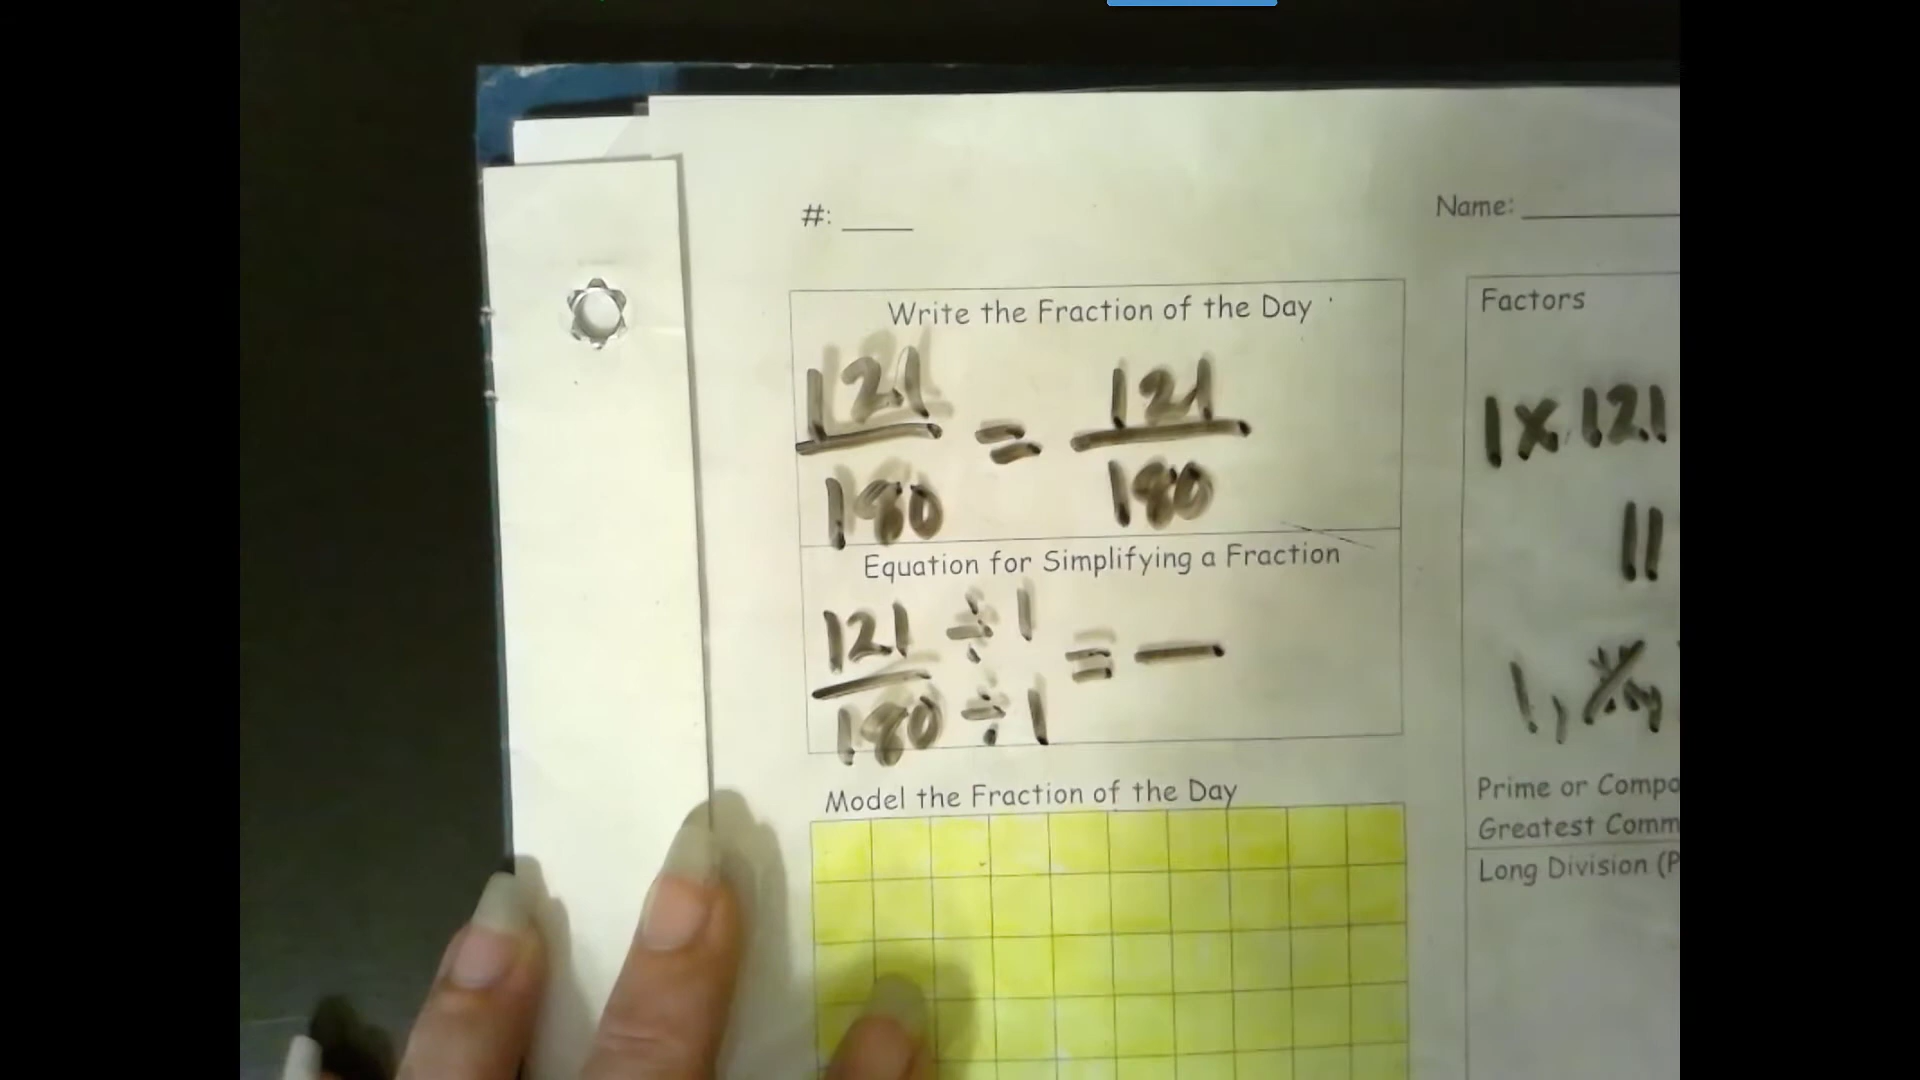 #: ____
Name: ____
Write the Fraction of the Day
121 = 121
180 180
Equation for Simplifying a Fraction
121 ÷ 1 = —
180 ÷ 1
Model the Fraction of the Day
Factors
1 x 121
11
1,
Prime or Compo
Greatest Comm
Long Division (P